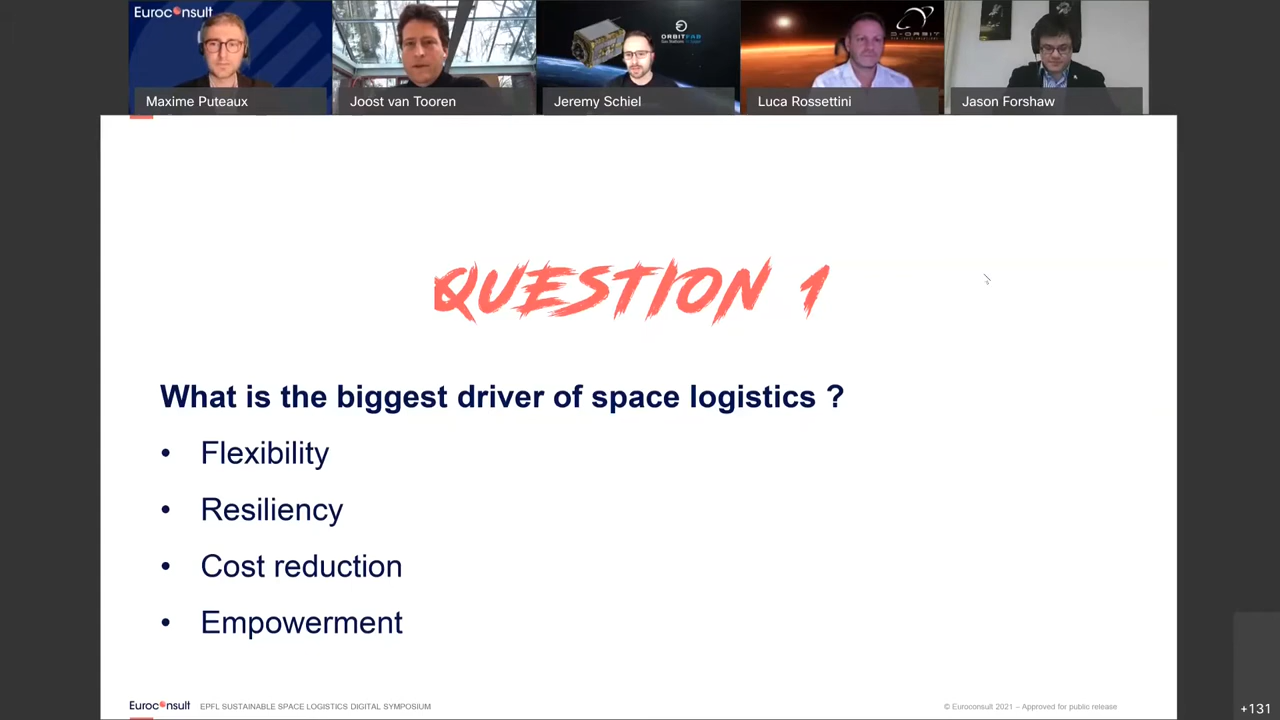 Euroconsult
ORBITFAB
D-ORBIT
Maxime Puteaux
Joost van Tooren
Jeremy Schiel
Luca Rossettini
Jason Forshaw
QUESTION 1
What is the biggest driver of space logistics ?
• Flexibility
• Resiliency
• Cost reduction
• Empowerment
Euroconsult EPFL SUSTAINABLE SPACE LOGISTICS DIGITAL SYMPOSIUM
© Euroconsult 2021 – Approved for public release
+131